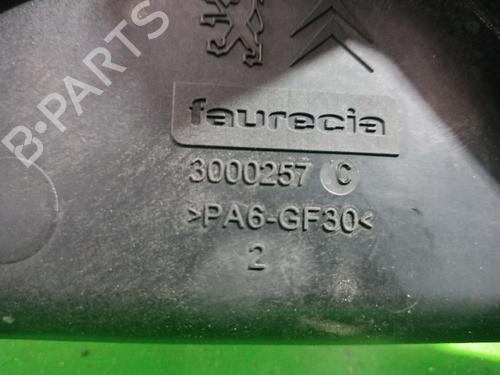 B-PARTS
faurecia
3000257 C
>PA6-GF30<
2